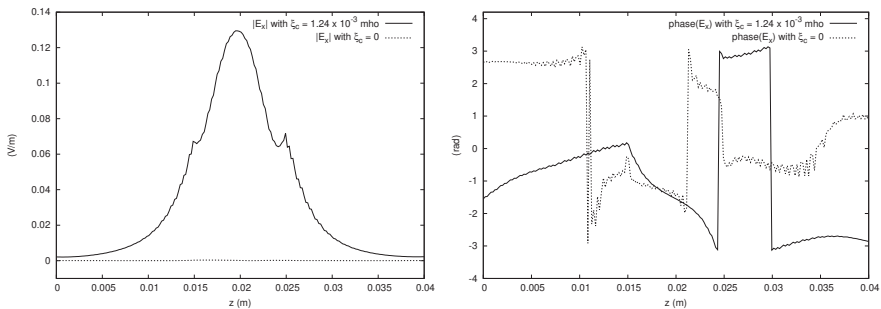 0.14
0.12
0.1
0.08
0.06
0.04
0.02
0
(V/m)
|Eₓ| with ξ꜀ = 1.24 x 10⁻³ mho
|Eₓ| with ξ꜀ = 0
0 0.005 0.01 0.015 0.02 0.025 0.03 0.035 0.04
z (m)
4
3
2
1
0
-1
-2
-3
-4
(rad)
phase(Eₓ) with ξ꜀ = 1.24 x 10⁻³ mho
phase(Eₓ) with ξ꜀ = 0
0 0.005 0.01 0.015 0.02 0.025 0.03 0.035 0.04
z (m)